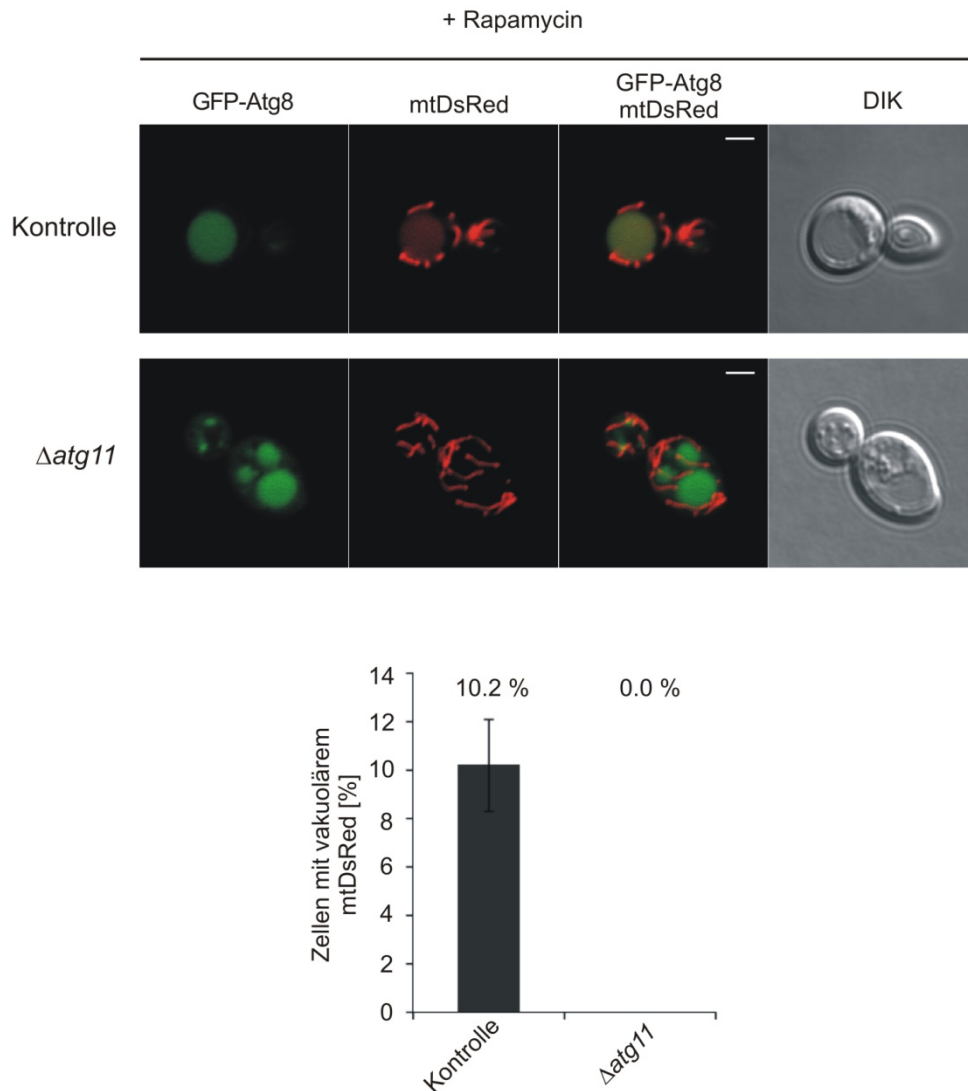 + Rapamycin
GFP-Atg8
mtDsRed
GFP-Atg8
mtDsRed
DIK
Kontrolle
Δatg11
Zellen mit vakuolärem
mtDsRed [%]
14
12
10
8
6
4
2
0
10.2 %
0.0 %
Kontrolle
Δatg11